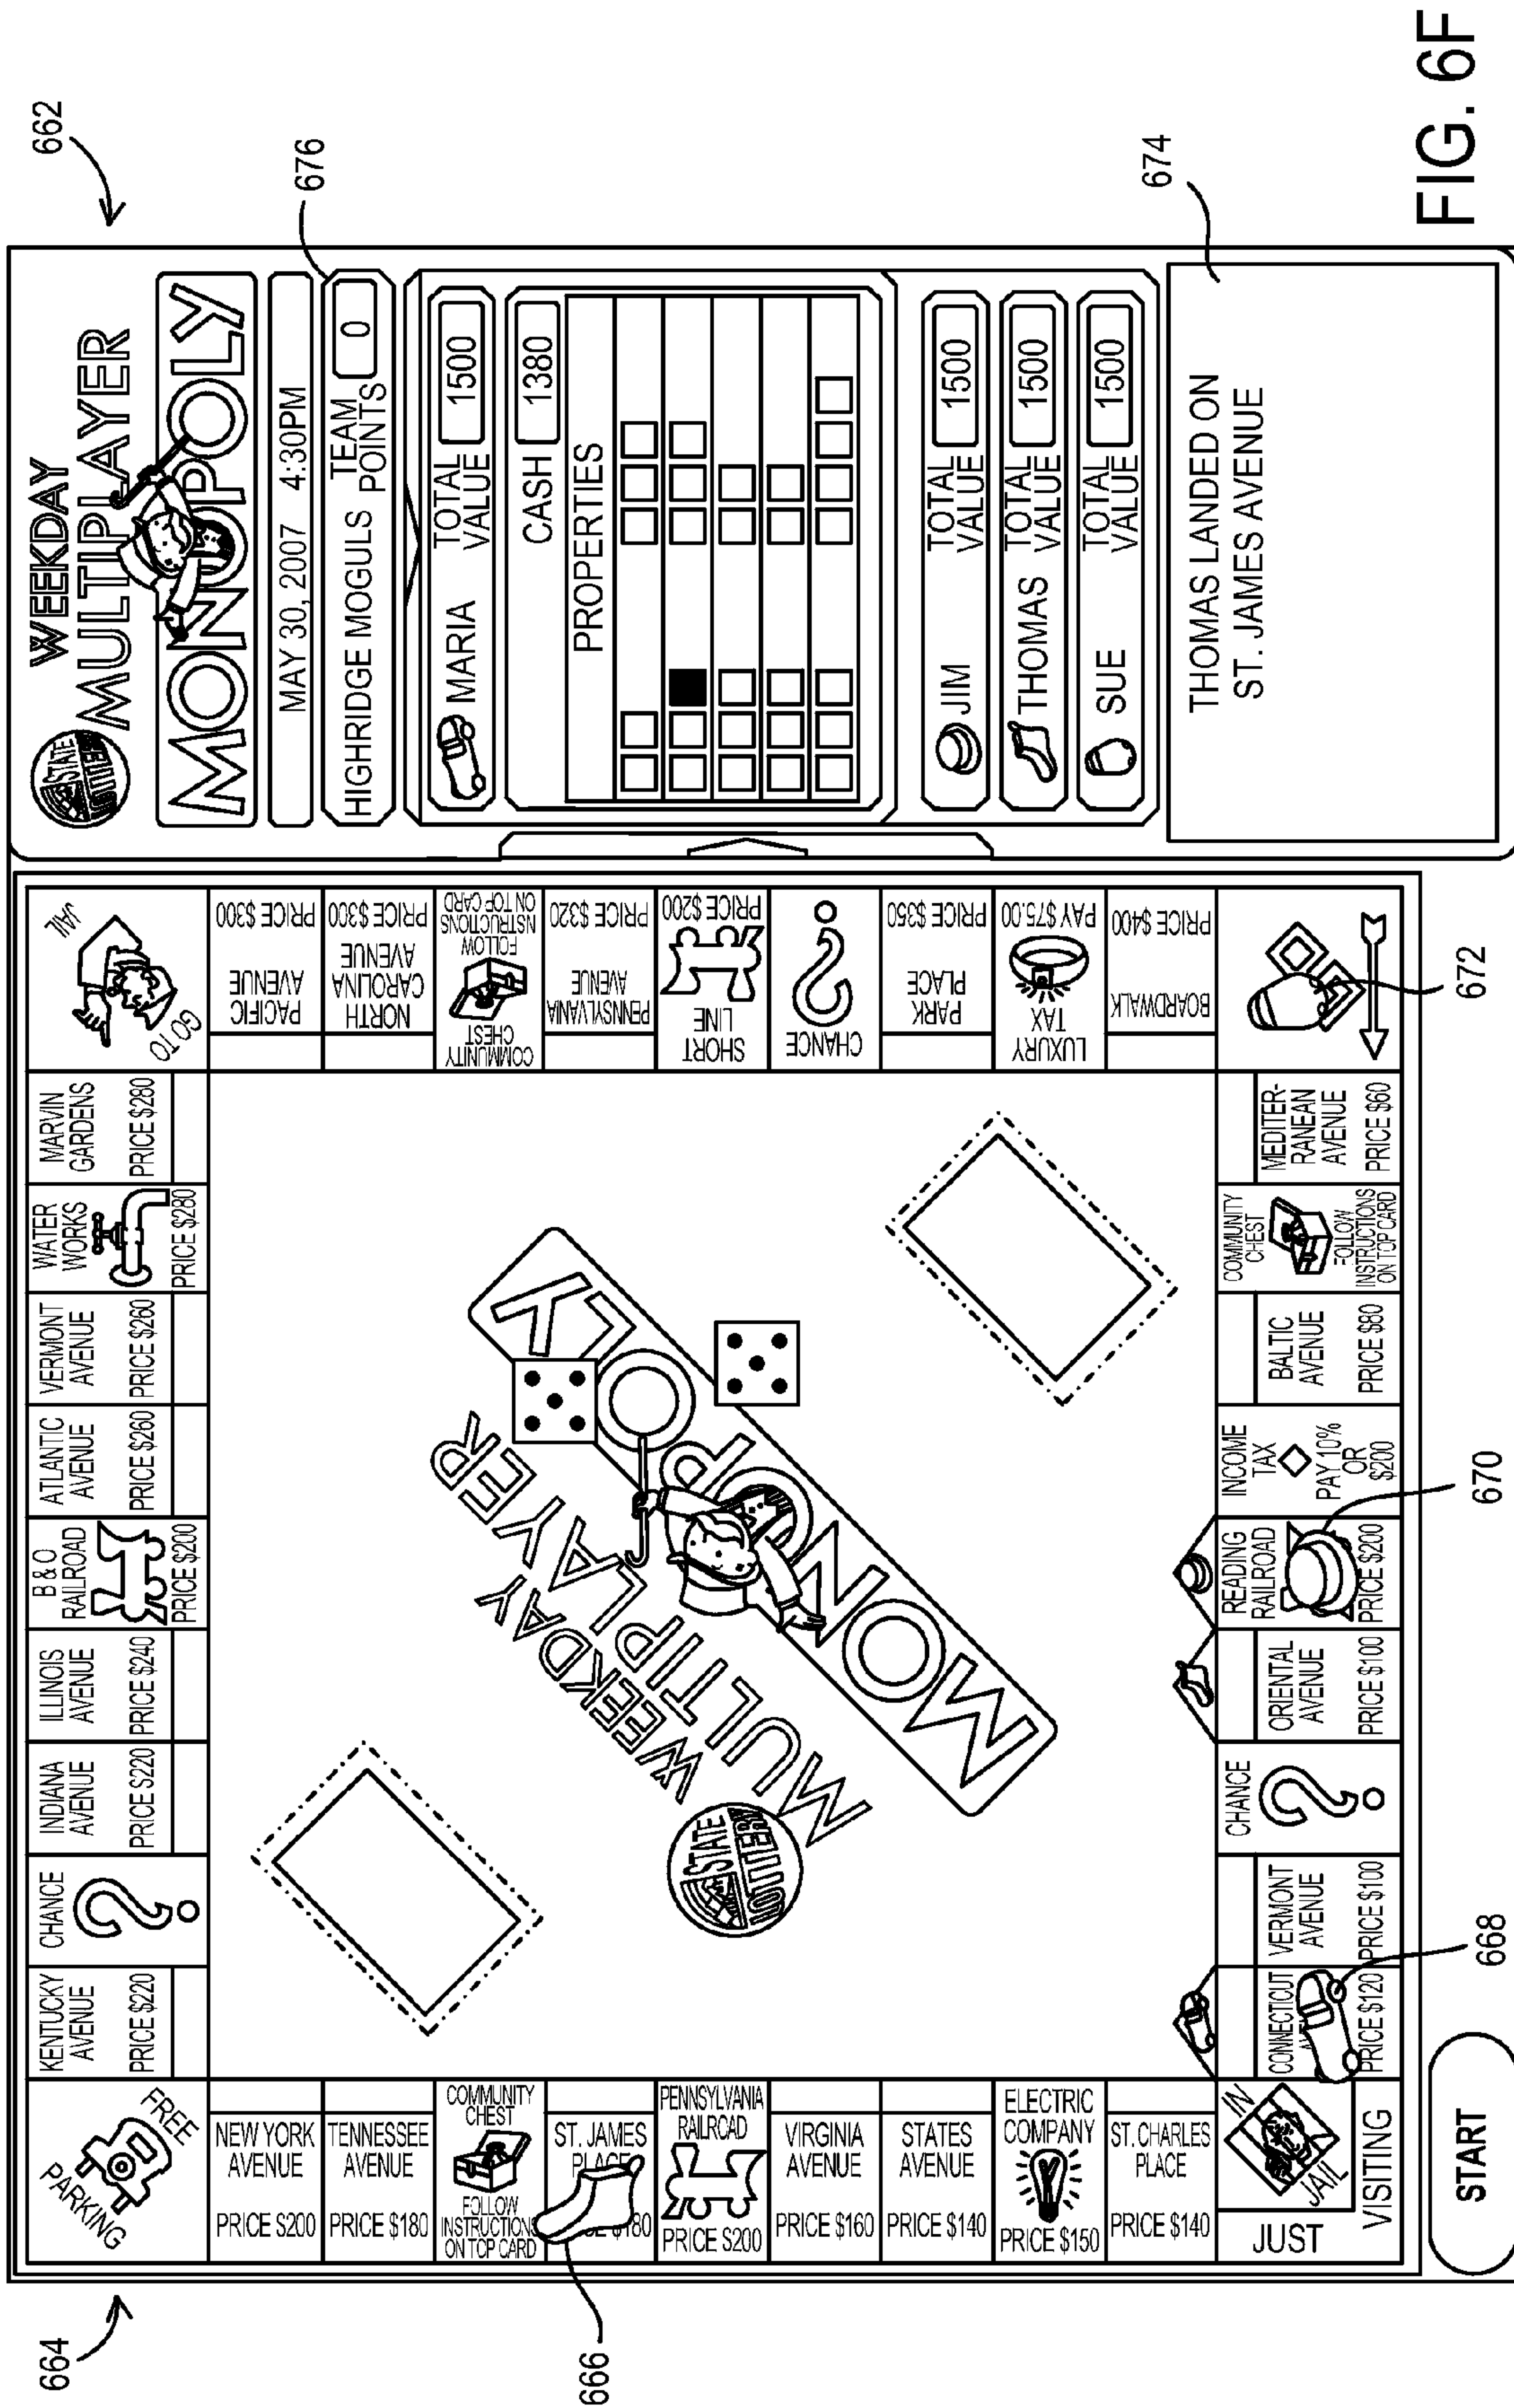 664
FREE
PARKING
KENTUCKY
AVENUE
PRICE $220
CHANCE
INDIANA
AVENUE
PRICE $220
ILLINOIS
AVENUE
PRICE $240
B & O
RAILROAD
PRICE $200
ATLANTIC
AVENUE
PRICE $260
VERMONT
AVENUE
PRICE $260
WATER
WORKS
PRICE $280
MARVIN
GARDENS
PRICE $280
GO TO
JAIL
NEW YORK
AVENUE
PRICE $200
TENNESSEE
AVENUE
PRICE $180
COMMUNITY
CHEST
FOLLOW
INSTRUCTIONS
ON TOP CARD
ST. JAMES
PLACE
666
PENNSYLVANIA
RAILROAD
PRICE $200
VIRGINIA
AVENUE
PRICE $160
STATES
AVENUE
PRICE $140
ELECTRIC
COMPANY
PRICE $150
ST. CHARLES
PLACE
PRICE $140
IN
JAIL
JUST
VISITING
STATE
LOTTERY
WEEKDAY
MULTIPLAYER
MONOPOLY
PACIFIC
AVENUE
PRICE $300
NORTH
CAROLINA
AVENUE
PRICE $300
COMMUNITY
CHEST
FOLLOW
INSTRUCTIONS
ON TOP CARD
PENNSYLVANIA
AVENUE
PRICE $320
SHORT
LINE
PRICE $200
CHANCE
PARK
PLACE
PRICE $350
LUXURY
TAX
PAY $75.00
BOARDWALK
PRICE $400
CONNECTICUT
PRICE $120
VERMONT
AVENUE
PRICE $100
CHANCE
ORIENTAL
AVENUE
PRICE $100
READING
RAILROAD
PRICE $200
INCOME
TAX
PAY 10%
OR
$200
BALTIC
AVENUE
PRICE $80
COMMUNITY
CHEST
FOLLOW
INSTRUCTIONS
ON TOP CARD
MEDITER-
RANEAN
AVENUE
PRICE $60
START
668
670
672
662
STATE
LOTTERY
WEEKDAY
MULTIPLAYER
MONOPOLY
MAY 30, 2007 4:30PM
HIGHRIDGE MOGULS TEAM POINTS 0
676
MARIA TOTAL VALUE 1500
CASH 1380
PROPERTIES
JIM TOTAL VALUE 1500
THOMAS TOTAL VALUE 1500
SUE TOTAL VALUE 1500
THOMAS LANDED ON
ST. JAMES AVENUE
674
FIG. 6F